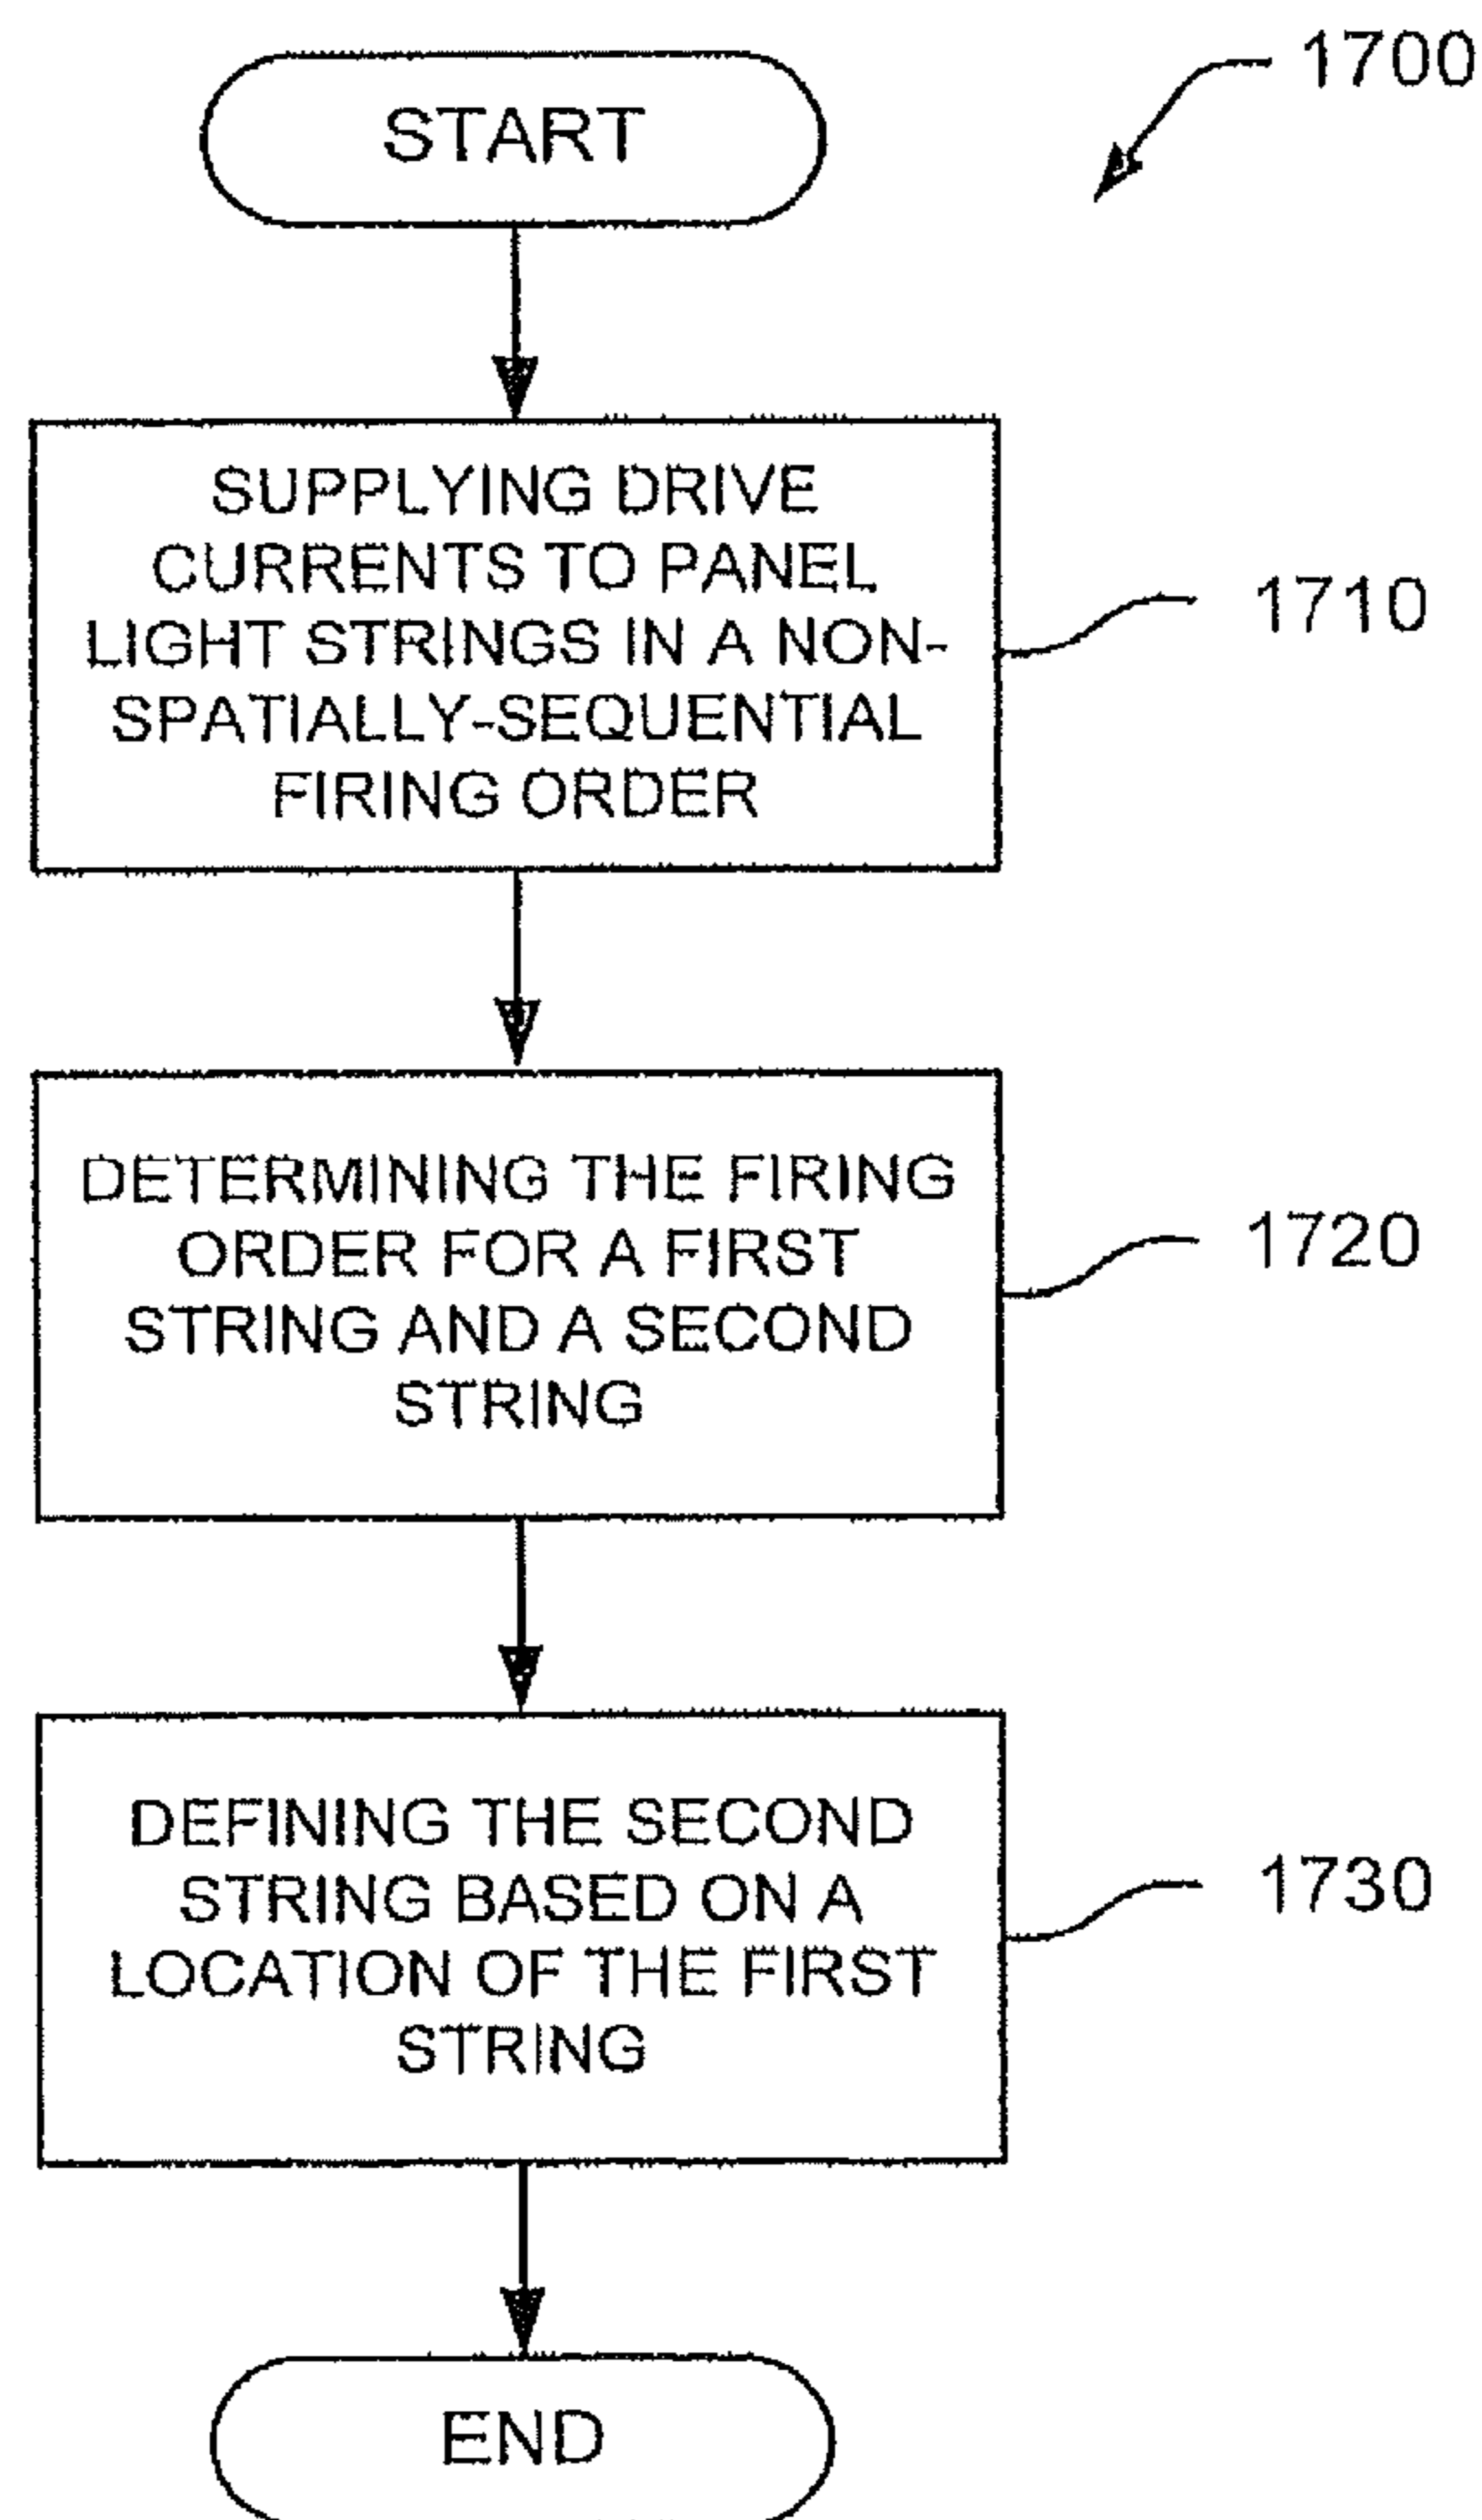 START
1700
SUPPLYING DRIVE
CURRENTS TO PANEL
LIGHT STRINGS IN A NON-
SPATIALLY-SEQUENTIAL
FIRING ORDER
1710
DETERMINING THE FIRING
ORDER FOR A FIRST
STRING AND A SECOND
STRING
1720
DEFINING THE SECOND
STRING BASED ON A
LOCATION OF THE FIRST
STRING
1730
END